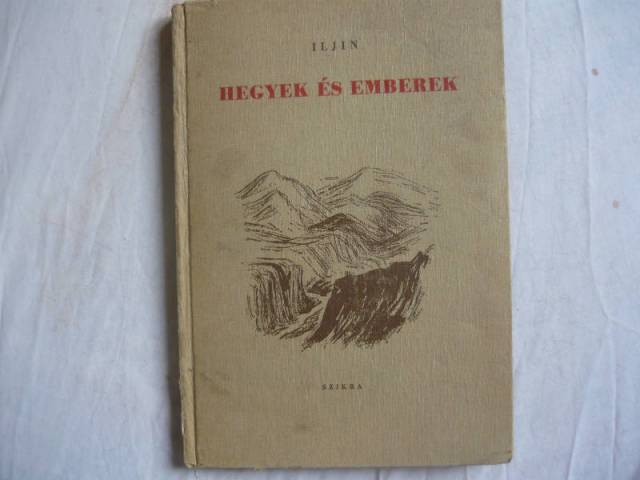 ILJIN
HEGYEK ÉS EMBEREK
SZIKRA